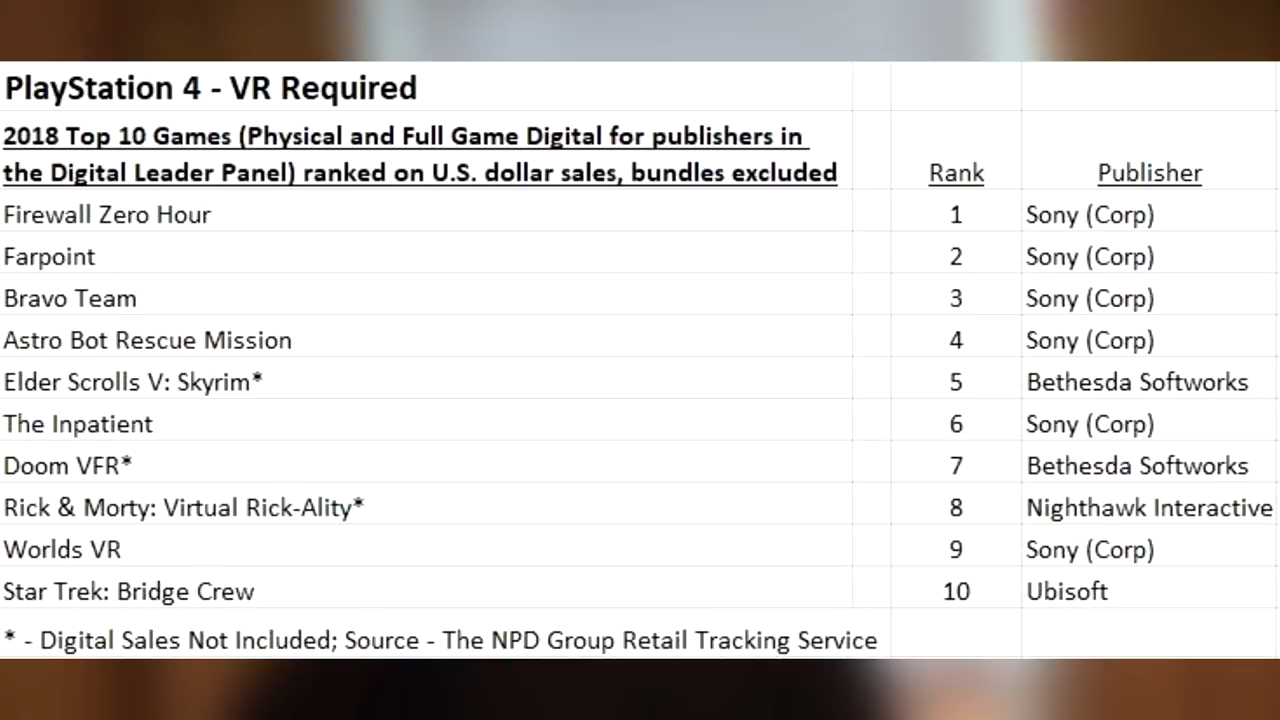 PlayStation 4 - VR Required
2018 Top 10 Games (Physical and Full Game Digital for publishers in
the Digital Leader Panel) ranked on U.S. dollar sales, bundles excluded Rank Publisher
Firewall Zero Hour 1 Sony (Corp)
Farpoint 2 Sony (Corp)
Bravo Team 3 Sony (Corp)
Astro Bot Rescue Mission 4 Sony (Corp)
Elder Scrolls V: Skyrim* 5 Bethesda Softworks
The Inpatient 6 Sony (Corp)
Doom VFR* 7 Bethesda Softworks
Rick & Morty: Virtual Rick-Ality* 8 Nighthawk Interactive
Worlds VR 9 Sony (Corp)
Star Trek: Bridge Crew 10 Ubisoft
* - Digital Sales Not Included; Source - The NPD Group Retail Tracking Service